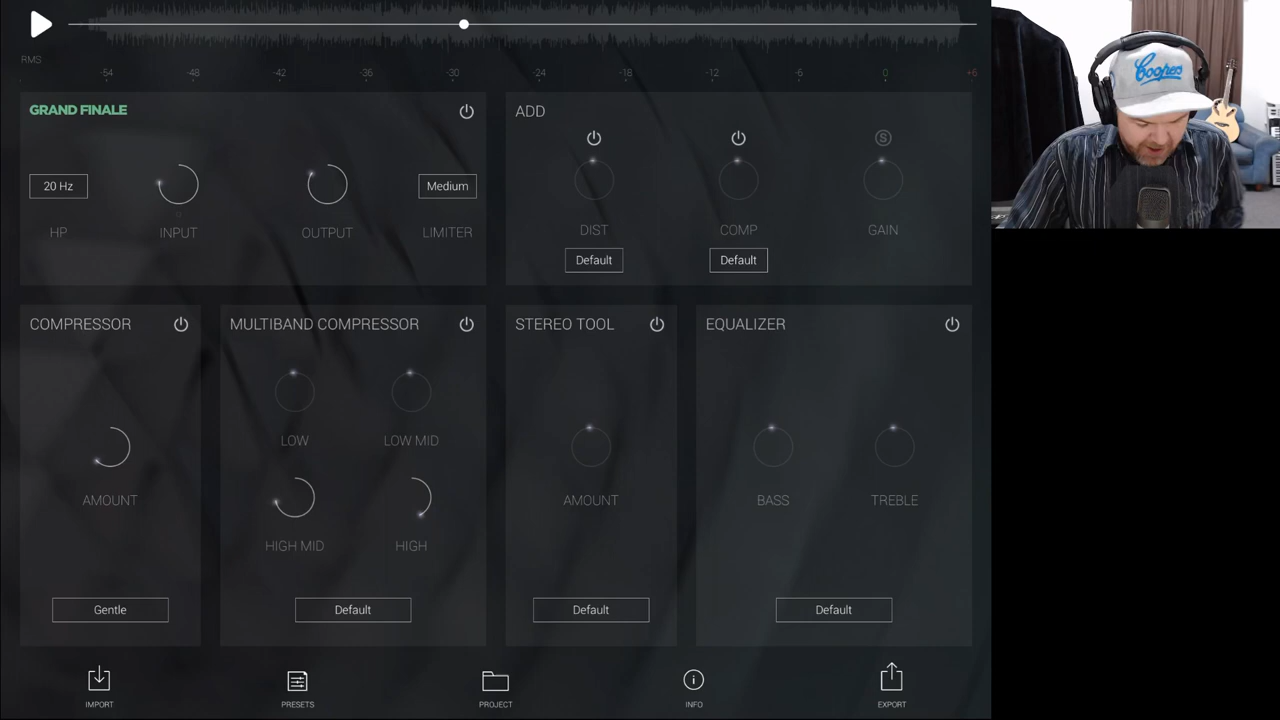 RMS
-54 -48 -42 -36 -30 -24 -18 -12 -6 0 +6
GRAND FINALE
ADD
20 Hz
Medium
HP
INPUT
OUTPUT
LIMITER
DIST
COMP
GAIN
S
Default
Default
COMPRESSOR
MULTIBAND COMPRESSOR
STEREO TOOL
EQUALIZER
LOW
LOW MID
AMOUNT
HIGH MID
HIGH
AMOUNT
BASS
TREBLE
Gentle
Default
Default
Default
IMPORT
PRESETS
PROJECT
INFO
EXPORT
Coopers